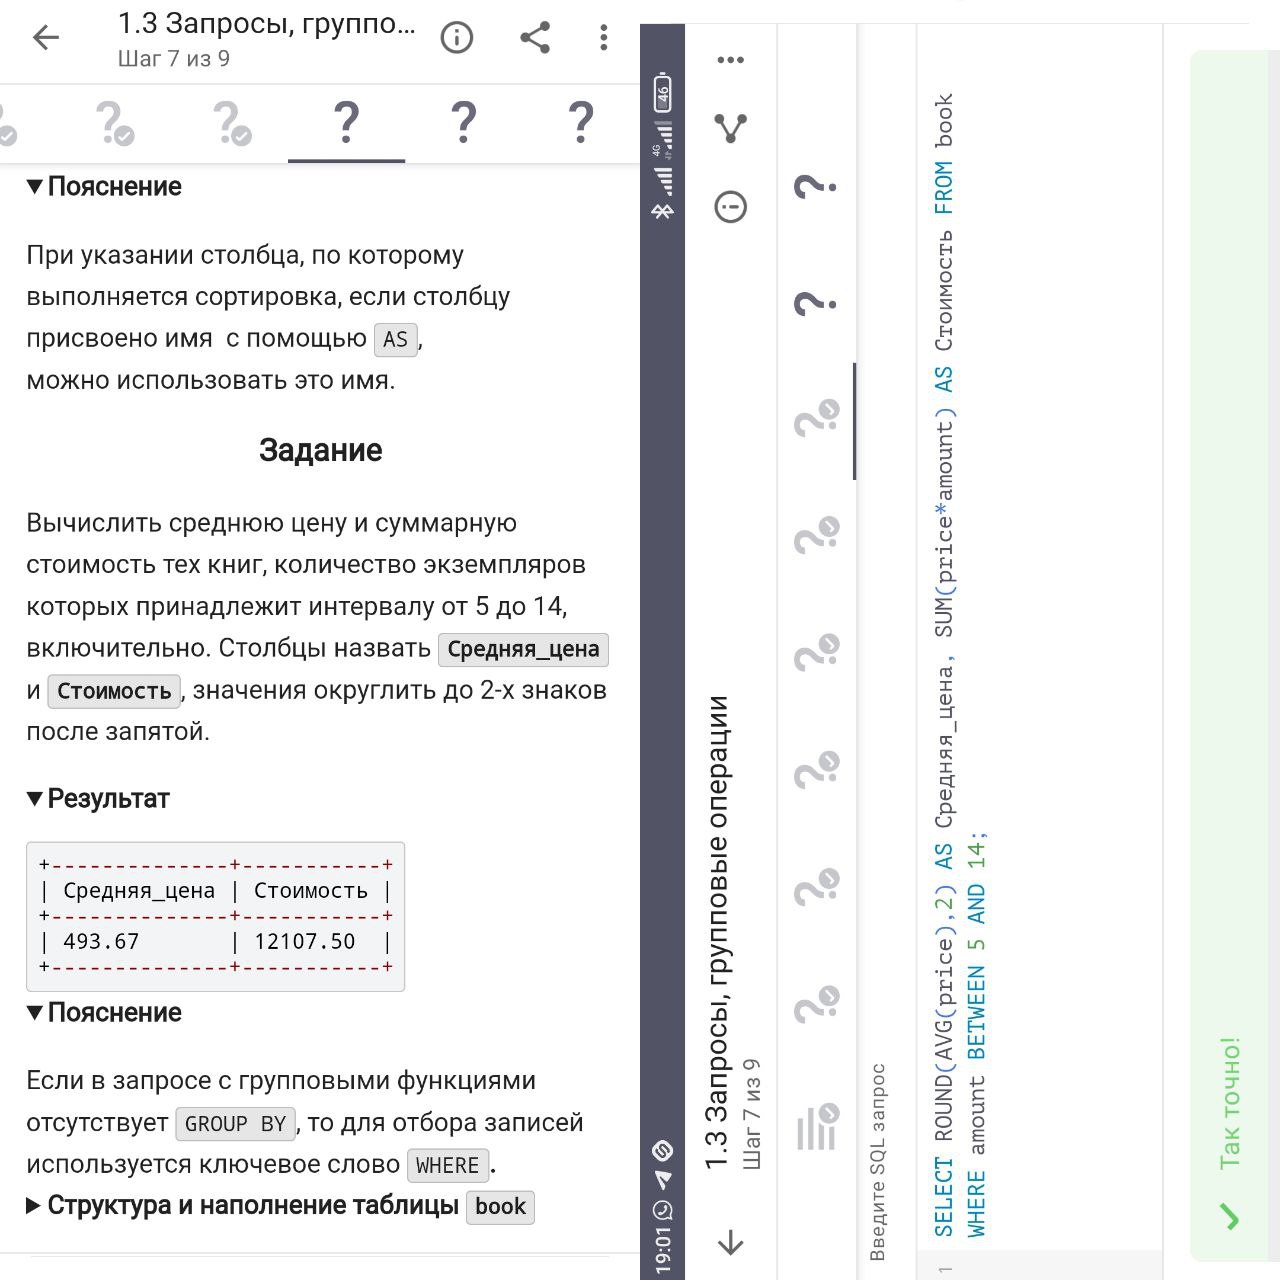 1.3 Запросы, группо...
Шаг 7 из 9
Пояснение
При указании столбца, по которому
выполняется сортировка, если столбцу
присвоено имя с помощью AS,
можно использовать это имя.
Задание
Вычислить среднюю цену и суммарную
стоимость тех книг, количество экземпляров
которых принадлежит интервалу от 5 до 14,
включительно. Столбцы назвать Средняя_цена
и Стоимость, значения округлить до 2-х знаков
после запятой.
Результат
+--------------+-----------+
| Средняя_цена | Стоимость |
+--------------+-----------+
| 493.67       | 12107.50  |
+--------------+-----------+
Пояснение
Если в запросе с групповыми функциями
отсутствует GROUP BY, то для отбора записей
используется ключевое слово WHERE.
Структура и наполнение таблицы book
19:01
4G
46
1.3 Запросы, групповые операции
Шаг 7 из 9
Введите SQL запрос
1
SELECT ROUND(AVG(price),2) AS Средняя_цена, SUM(price*amount) AS Стоимость FROM book
WHERE amount BETWEEN 5 AND 14;
Так точно!